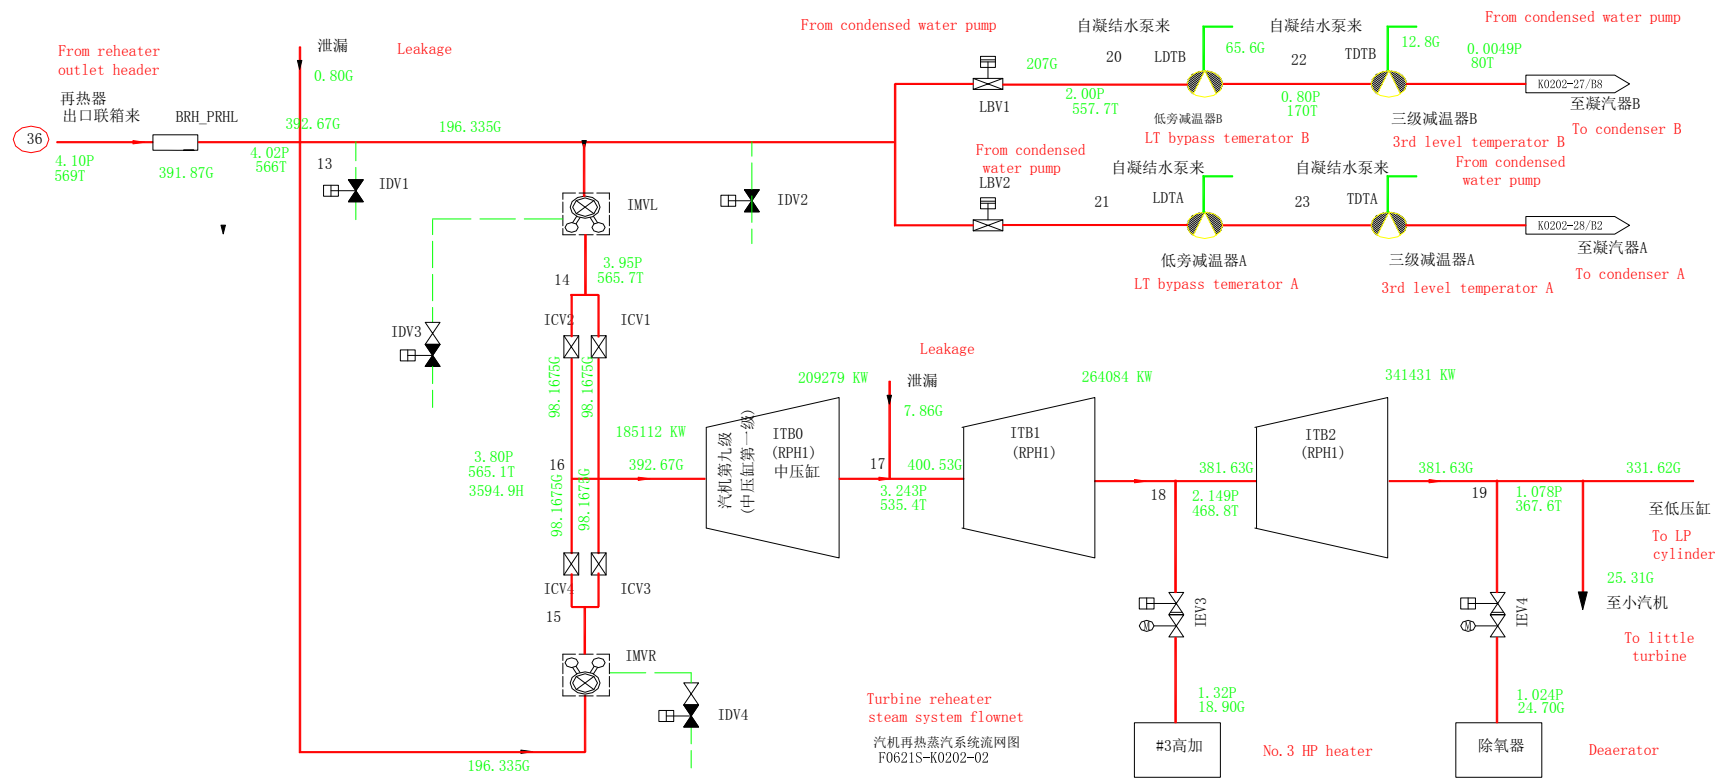 From condensed water pump
自凝结水泵来
自凝结水泵来
From condensed water pump
From reheater
outlet header
泄漏
Leakage
0.80G
再热器
出口联箱来
36
BRH_PRHL
392.67G
196.335G
4.10P
569T
391.87G
4.02P
566T
13
IDV1
IDV2
IMVL
LBV1
207G
2.00P
557.7T
20
LDTB
65.6G
22
TDTB
12.8G
0.0049P
80T
0.80P
170T
K0202-27/B8
至凝汽器B
To condenser B
低旁减温器B
LT bypass temerator B
三级减温器B
3rd level temperator B
From condensed
water pump
LBV2
自凝结水泵来
自凝结水泵来
From condensed
water pump
21
LDTA
23
TDTA
K0202-28/B2
至凝汽器A
To condenser A
低旁减温器A
LT bypass temerator A
三级减温器A
3rd level temperator A
3.95P
565.7T
14
ICV2
ICV1
IDV3
98.1675G
98.1675G
3.80P
565.1T
3594.9H
16
98.1675G
98.1675G
185112 KW
392.67G
汽机第九级
(中压缸第一级)
ITB0
(RPH1)
中压缸
209279 KW
Leakage
泄漏
7.86G
17
400.53G
3.243P
535.4T
ITB1
(RPH1)
264084 KW
381.63G
18
2.149P
468.8T
ITB2
(RPH1)
341431 KW
381.63G
19
1.078P
367.6T
331.62G
至低压缸
To LP
cylinder
25.31G
至小汽机
To little
turbine
ICV4
ICV3
15
IMVR
IDV4
196.335G
M
IEV3
M
IEV4
1.32P
18.90G
#3高加
No.3 HP heater
1.024P
24.70G
除氧器
Deaerator
Turbine reheater
steam system flownet
汽机再热蒸汽系统流网图
F0621S-K0202-02